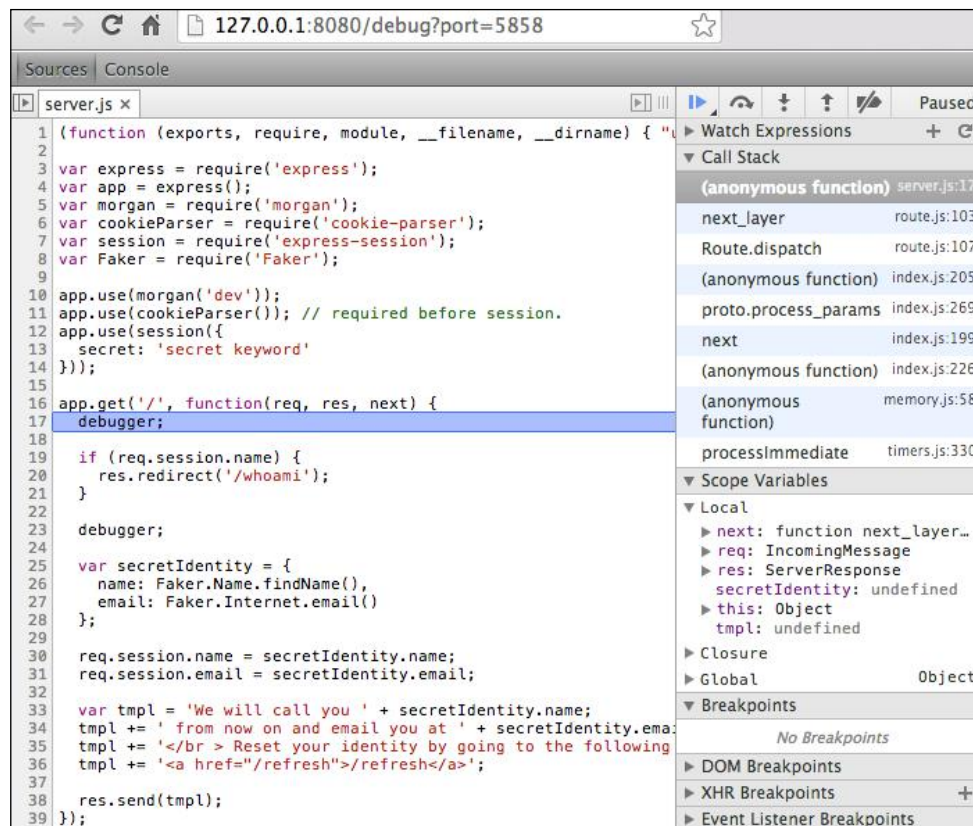 127.0.0.1:8080/debug?port=5858
Sources Console
server.js ×
Paused
1 (function (exports, require, module, __filename, __dirname) { "u
2
3 var express = require('express');
4 var app = express();
5 var morgan = require('morgan');
6 var cookieParser = require('cookie-parser');
7 var session = require('express-session');
8 var Faker = require('Faker');
9
10 app.use(morgan('dev'));
11 app.use(cookieParser()); // required before session.
12 app.use(session({
13 secret: 'secret keyword'
14 }));
15
16 app.get('/', function(req, res, next) {
17 debugger;
18
19 if (req.session.name) {
20 res.redirect('/whoami');
21 }
22
23 debugger;
24
25 var secretIdentity = {
26 name: Faker.Name.findName(),
27 email: Faker.Internet.email()
28 };
29
30 req.session.name = secretIdentity.name;
31 req.session.email = secretIdentity.email;
32
33 var tmpl = 'We will call you ' + secretIdentity.name;
34 tmpl += ' from now on and email you at ' + secretIdentity.emai
35 tmpl += '</br > Reset your identity by going to the following
36 tmpl += '<a href="/refresh">/refresh</a>';
37
38 res.send(tmpl);
39 });
Watch Expressions + C
Call Stack
(anonymous function) server.js:17
next_layer route.js:103
Route.dispatch route.js:107
(anonymous function) index.js:205
proto.process_params index.js:269
next index.js:199
(anonymous function) index.js:226
(anonymous memory.js:58
function)
processImmediate timers.js:330
Scope Variables
Local
next: function next_layer…
req: IncomingMessage
res: ServerResponse
secretIdentity: undefined
this: Object
tmpl: undefined
Closure
Global Object
Breakpoints
No Breakpoints
DOM Breakpoints
XHR Breakpoints +
Event Listener Breakpoints